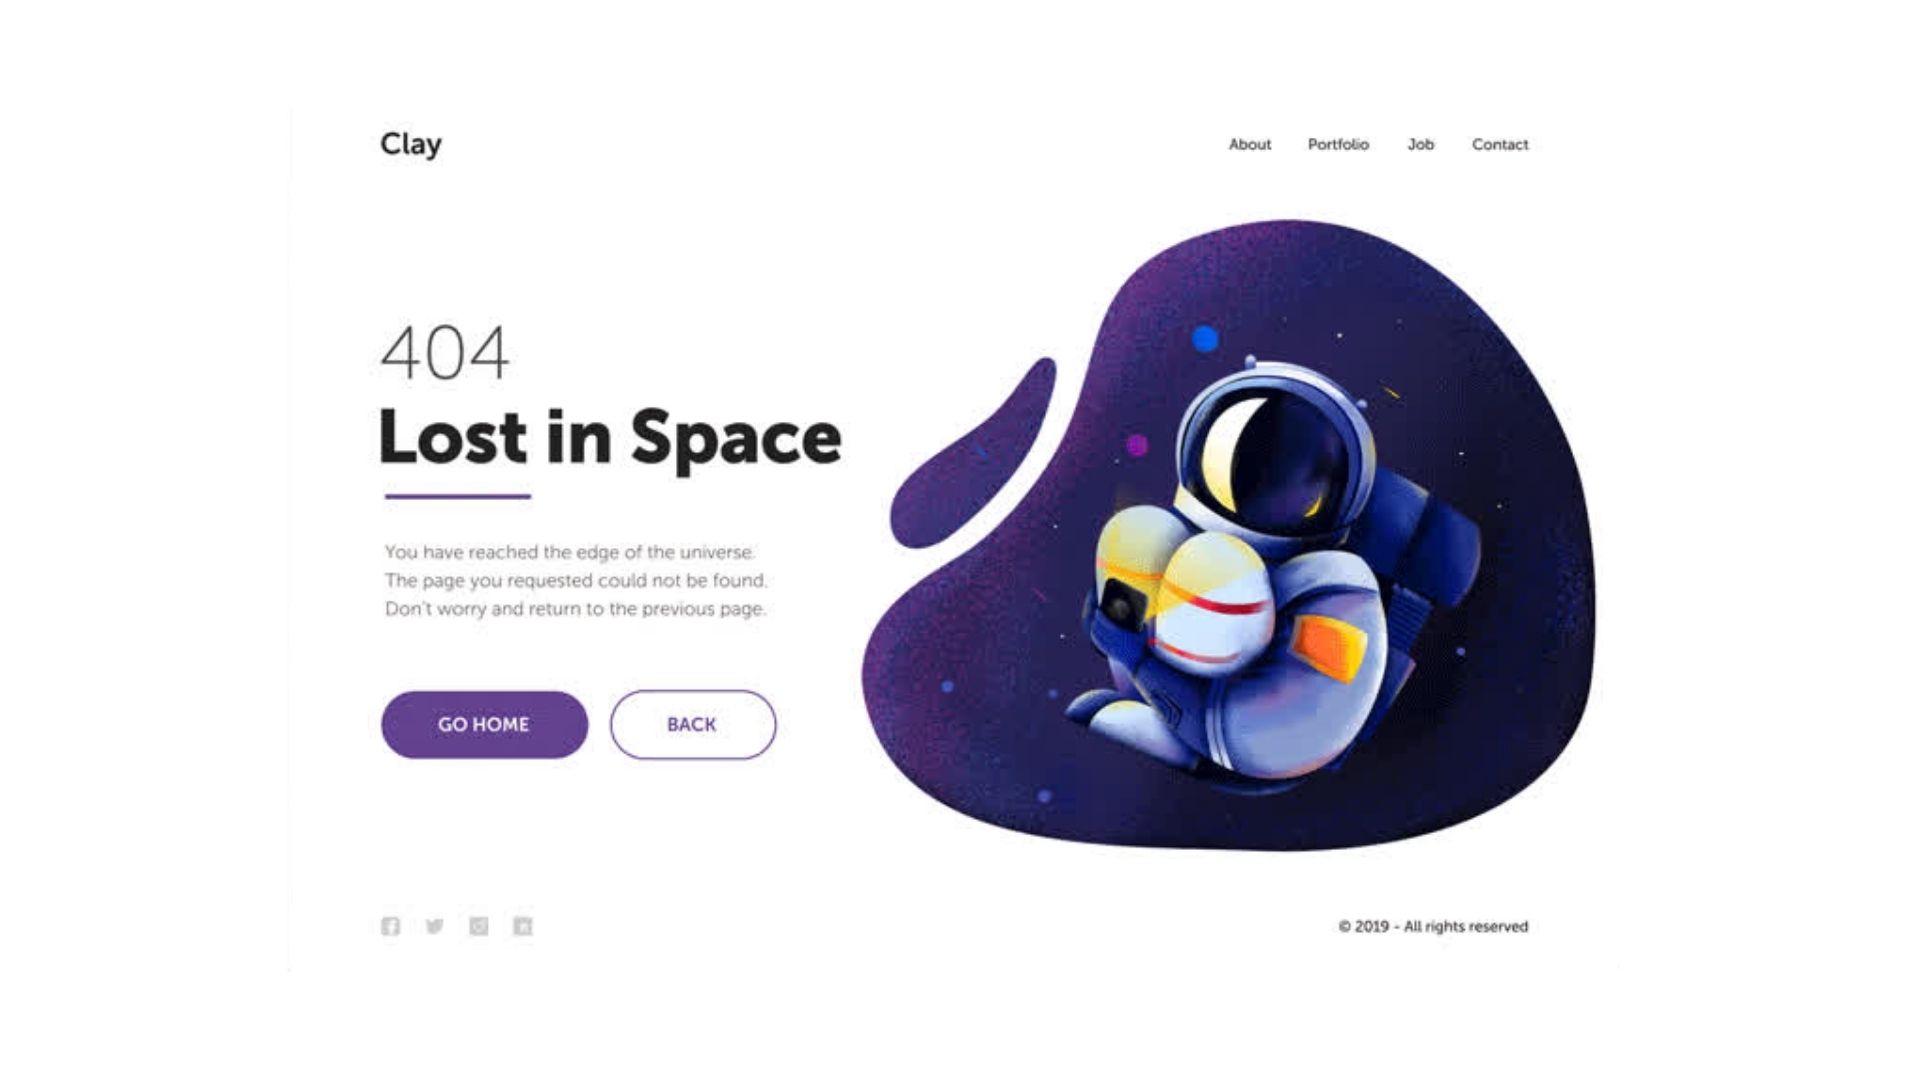 Clay
About Portfolio Job Contact
404
Lost in Space
You have reached the edge of the universe.
The page you requested could not be found.
Don't worry and return to the previous page.
GO HOME BACK
© 2019 - All rights reserved